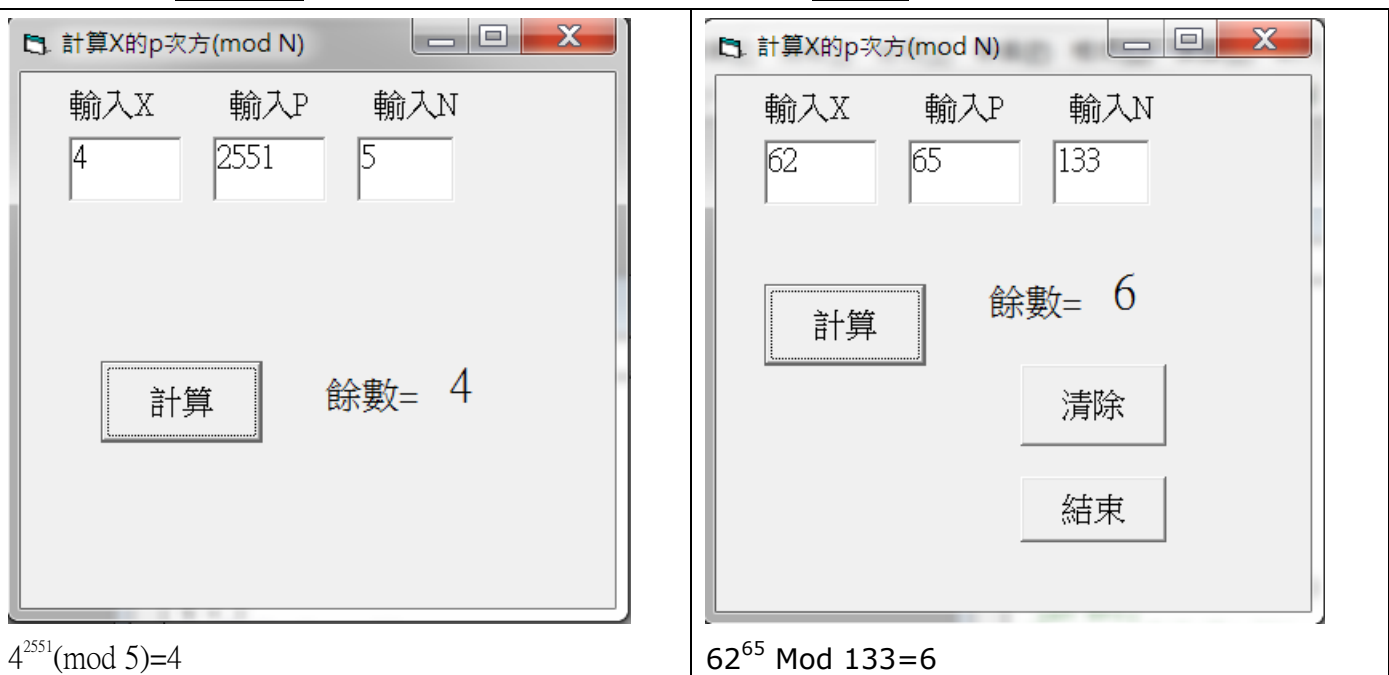 計算X的p次方(mod N)
輸入X 輸入P 輸入N
4 2551 5
計算 餘數= 4
4^2551(mod 5)=4
計算X的p次方(mod N)
輸入X 輸入P 輸入N
62 65 133
計算 餘數= 6
清除
結束
62^65 Mod 133=6